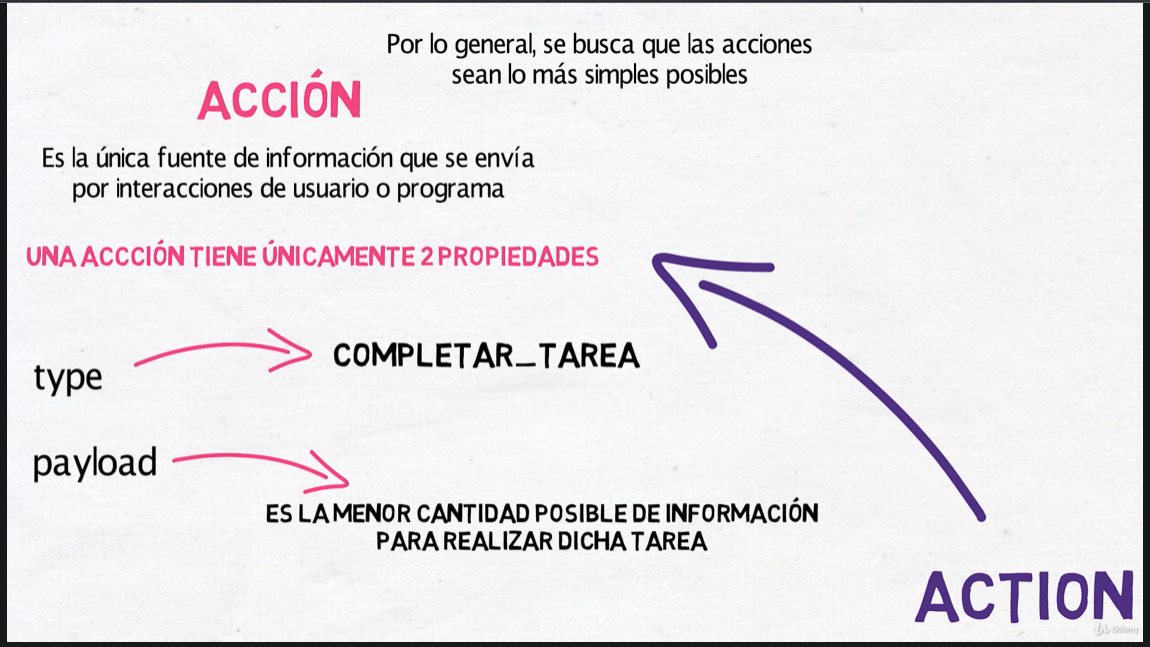 Por lo general, se busca que las acciones
sean lo más simples posibles
ACCIÓN
Es la única fuente de información que se envía
por interacciones de usuario o programa
UNA ACCCIÓN TIENE ÚNICAMENTE 2 PROPIEDADES
type
COMPLETAR_TAREA
payload
ES LA MENOR CANTIDAD POSIBLE DE INFORMACIÓN
PARA REALIZAR DICHA TAREA
ACTION
Udemy